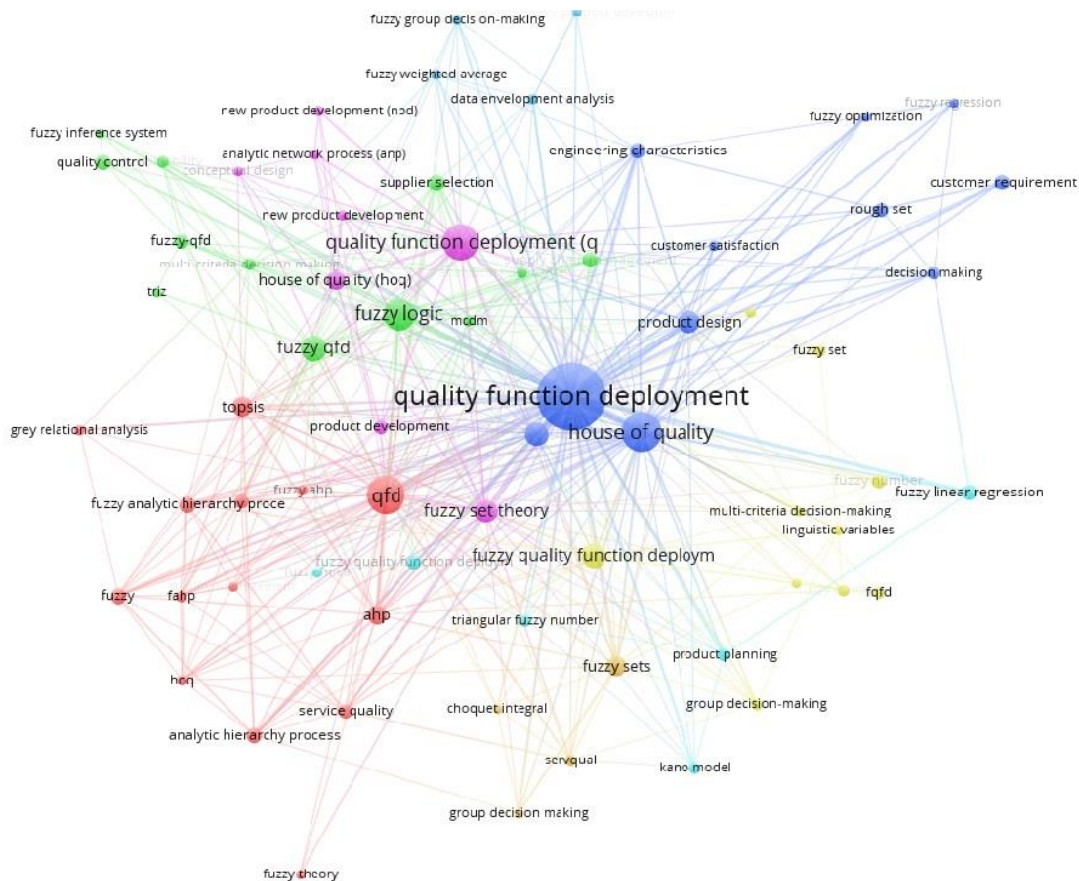 fuzzy group decision-making
fuzzy weighted average
data envelopment analysis
new product development (npd)
fuzzy regression
fuzzy optimization
fuzzy inference system
quality control
analytic network process (anp)
engineering characteristics
conceptual design
supplier selection
customer requirement
new product development
rough set
fuzzy-qfd
quality function deployment (q
customer satisfaction
multi criteria decision making
decision making
house of quality (hoq)
triz
fuzzy logic
mcdm
product design
fuzzy qfd
fuzzy set
quality function deployment
topsis
grey relational analysis
product development
house of quality
fuzzy ahp
qfd
fuzzy number
fuzzy linear regression
fuzzy analytic hierarchy proce
fuzzy set theory
multi-criteria decision-making
linguistic variables
fuzzy quality function deploym
fuzzy quality function deploym
fuzzy
fahp
fqfd
ahp
triangular fuzzy number
product planning
fuzzy sets
hoq
service quality
choquet integral
group decision-making
analytic hierarchy process
servqual
kano model
group decision making
fuzzy theory